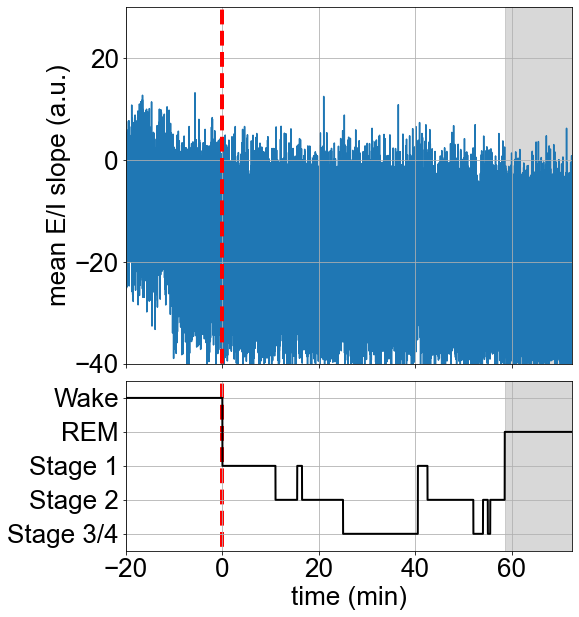 mean E/I slope (a.u.)
20
0
−20
−40
Wake
REM
Stage 1
Stage 2
Stage 3/4
−20 0 20 40 60
time (min)